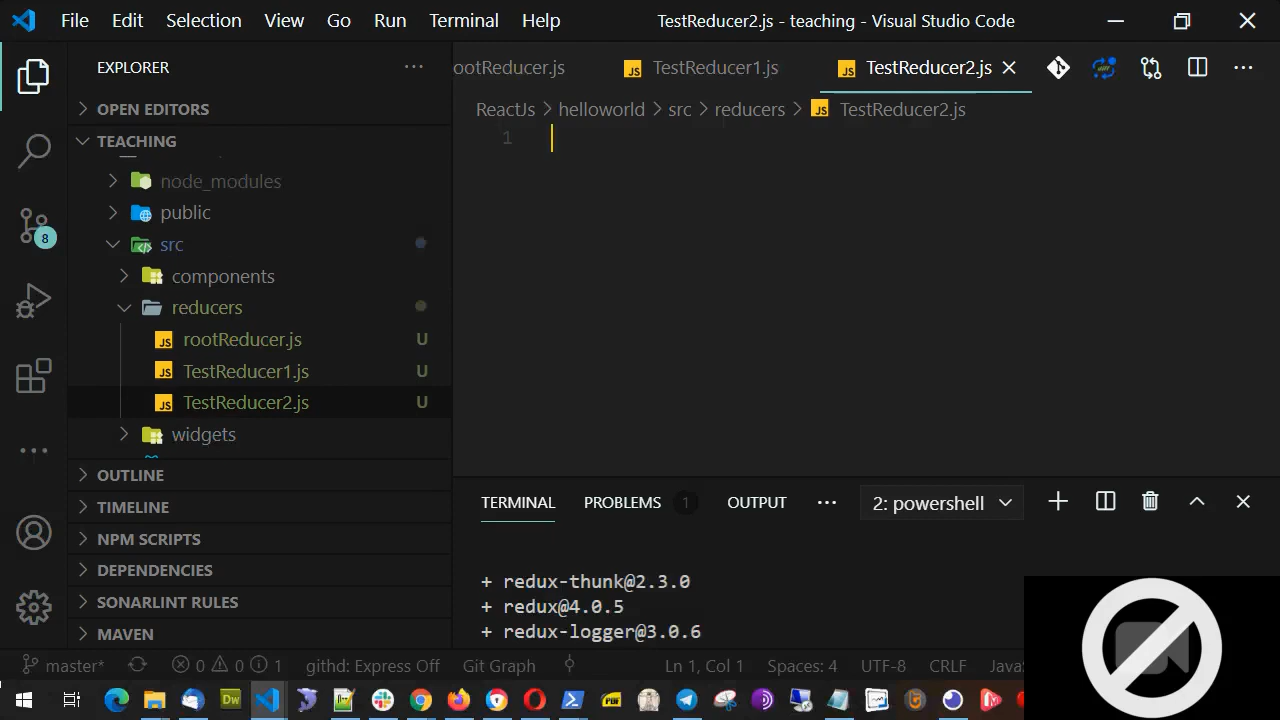 File Edit Selection View Go Run Terminal Help TestReducer2.js - teaching - Visual Studio Code
EXPLORER
OPEN EDITORS
TEACHING
node_modules
public
src
components
reducers
rootReducer.js U
TestReducer1.js U
TestReducer2.js U
widgets
OUTLINE
TIMELINE
NPM SCRIPTS
DEPENDENCIES
SONARLINT RULES
MAVEN
8
ootReducer.js TestReducer1.js TestReducer2.js
ReactJs > helloworld > src > reducers > JS TestReducer2.js
1
TERMINAL PROBLEMS 1 OUTPUT 2: powershell
+ redux-thunk@2.3.0
+ redux@4.0.5
+ redux-logger@3.0.6
master* 0 0 1 githd: Express Off Git Graph Ln 1, Col 1 Spaces: 4 UTF-8 CRLF Java